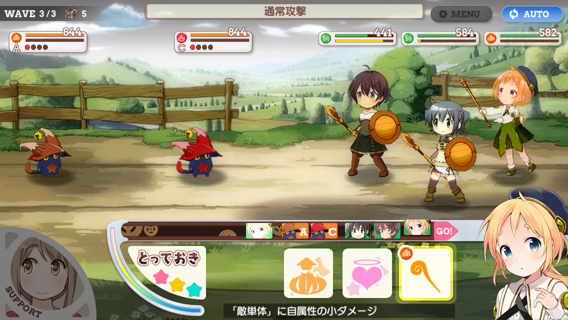 WAVE 3/3 5
通常攻撃
MENU
AUTO
844
A
844
C
441
584
582
A C GO!
とっておき
SUPPORT
「敵単体」に自属性の小ダメージ